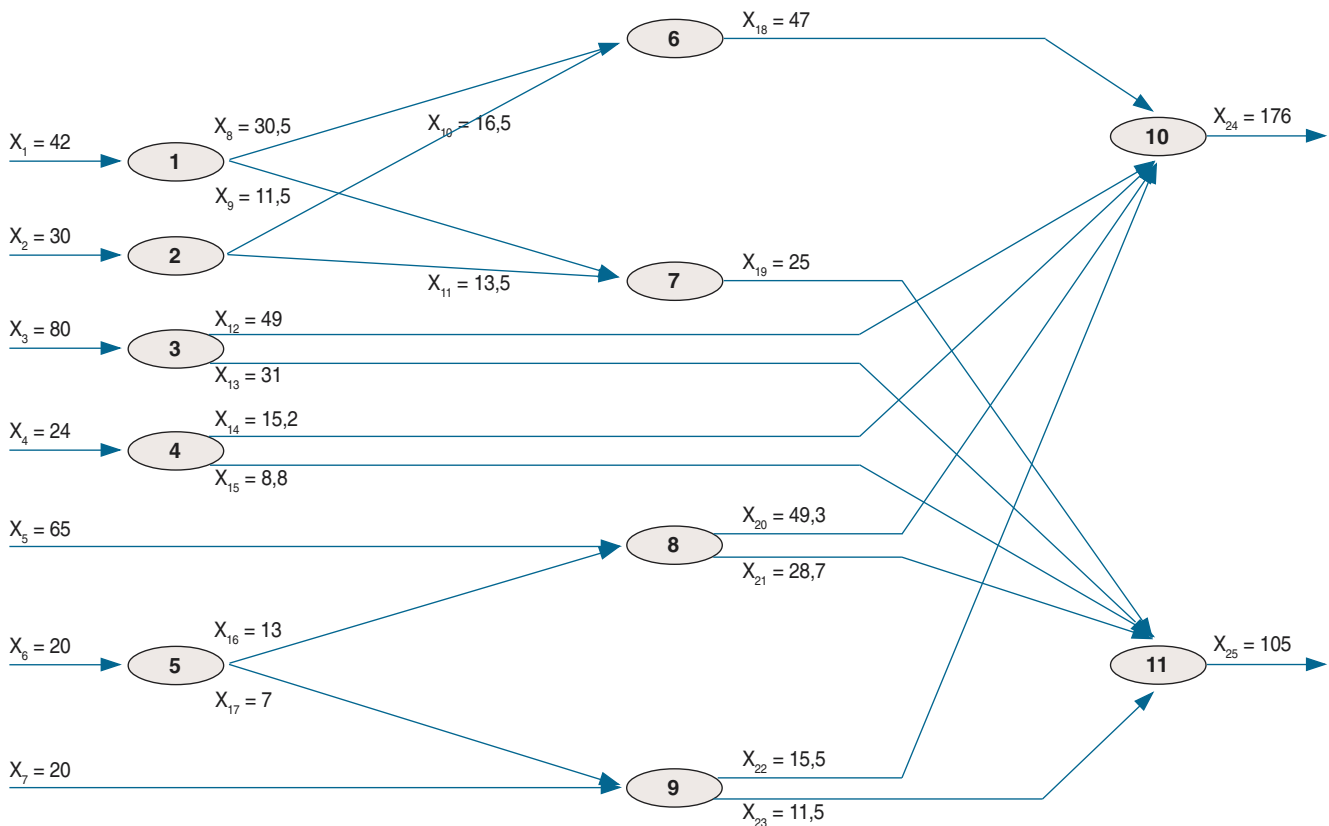 X18 = 47
6
X8 = 30,5
X10 = 16,5
X24 = 176
10
X1 = 42
1
X9 = 11,5
X2 = 30
2
X19 = 25
7
X11 = 13,5
X12 = 49
X3 = 80
3
X13 = 31
X14 = 15,2
X4 = 24
4
X15 = 8,8
X20 = 49,3
X5 = 65
8
X21 = 28,7
X16 = 13
X6 = 20
5
X25 = 105
11
X17 = 7
X22 = 15,5
X7 = 20
9
X23 = 11,5